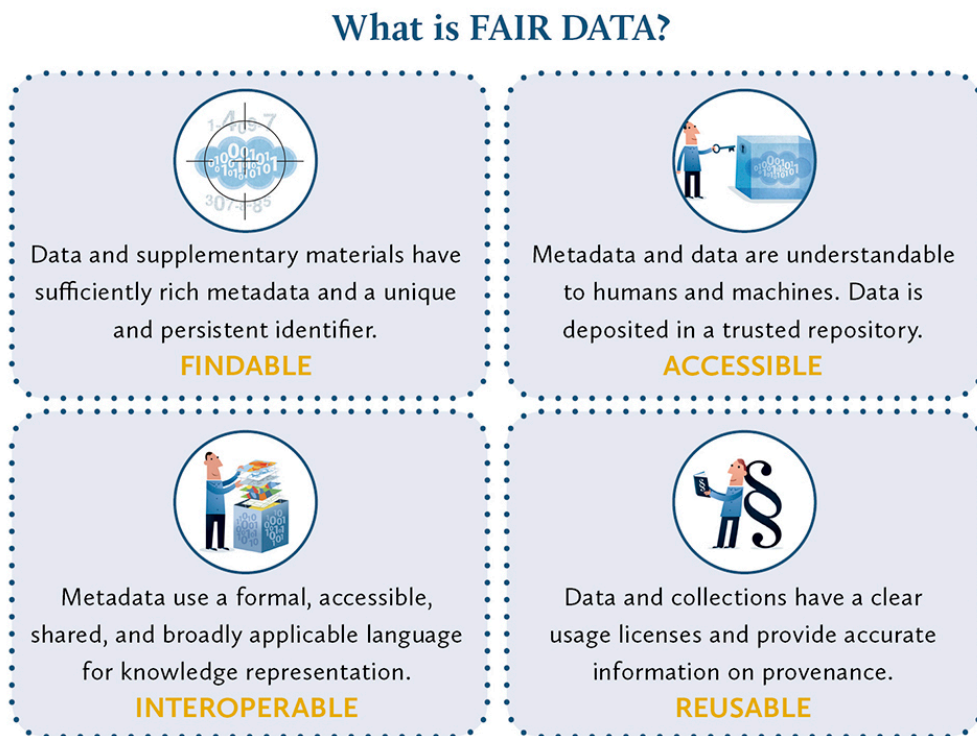 What is FAIR DATA?
Data and supplementary materials have
sufficiently rich metadata and a unique
and persistent identifier.
FINDABLE
Metadata and data are understandable
to humans and machines. Data is
deposited in a trusted repository.
ACCESSIBLE
Metadata use a formal, accessible,
shared, and broadly applicable language
for knowledge representation.
INTEROPERABLE
Data and collections have a clear
usage licenses and provide accurate
information on provenance.
REUSABLE